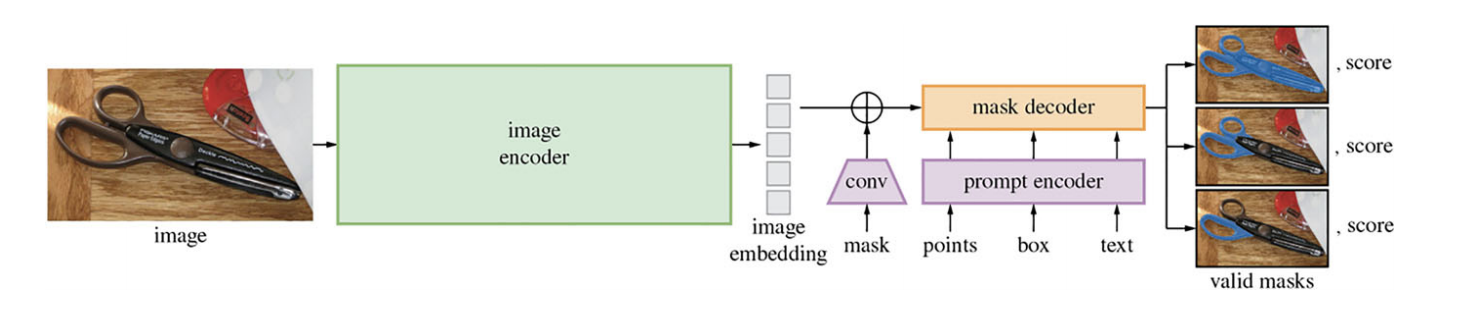 image
image
encoder
image
embedding
conv
mask
mask decoder
prompt encoder
points
box
text
, score
, score
, score
valid masks